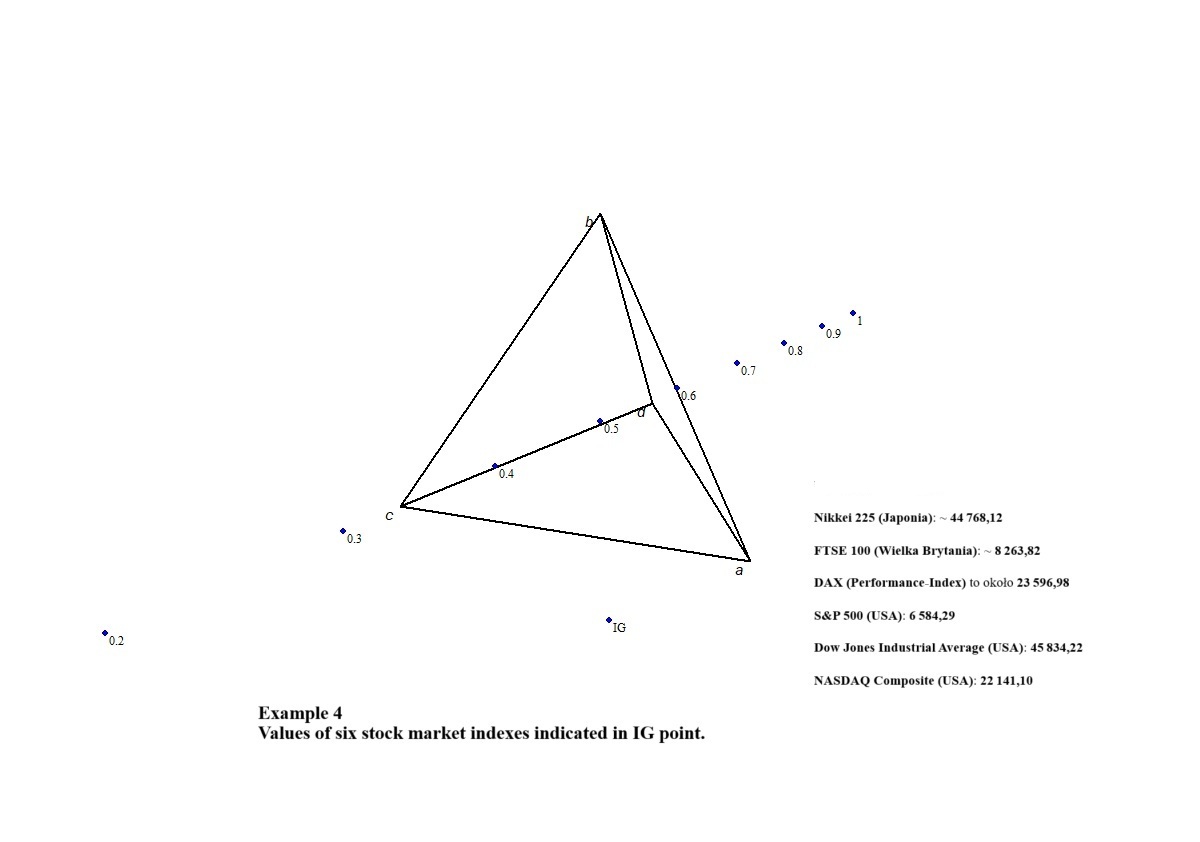 b
1
0.9
0.8
0.7
0.6
d
0.5
0.4
c
0.3
a
IG
0.2
Nikkei 225 (Japonia): ~ 44 768,12
FTSE 100 (Wielka Brytania): ~ 8 263,82
DAX (Performance-Index) to około 23 596,98
S&P 500 (USA): 6 584,29
Dow Jones Industrial Average (USA): 45 834,22
NASDAQ Composite (USA): 22 141,10
Example 4
Values of six stock market indexes indicated in IG point.